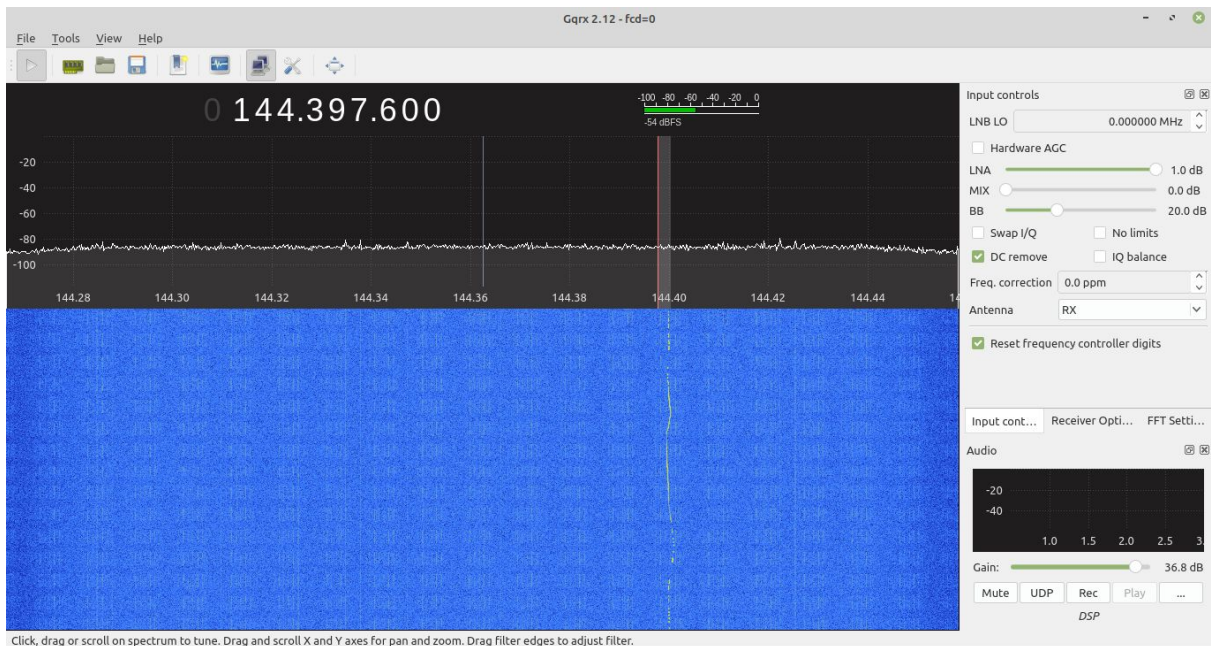 Gqrx 2.12 - fcd=0
File Tools View Help
0 144.397.600
-100 -80 -60 -40 -20 0
-54 dBFS
-20
-40
-60
-80
-100
144.28 144.30 144.32 144.34 144.36 144.38 144.40 144.42 144.44 14
Input controls
LNB LO 0.000000 MHz
Hardware AGC
LNA 1.0 dB
MIX 0.0 dB
BB 20.0 dB
Swap I/Q No limits
DC remove IQ balance
Freq. correction 0.0 ppm
Antenna RX
Reset frequency controller digits
Input cont... Receiver Opti... FFT Setti...
Audio
-20
-40
1.0 1.5 2.0 2.5 3.
Gain: 36.8 dB
Mute UDP Rec Play ...
DSP
Click, drag or scroll on spectrum to tune. Drag and scroll X and Y axes for pan and zoom. Drag filter edges to adjust filter.